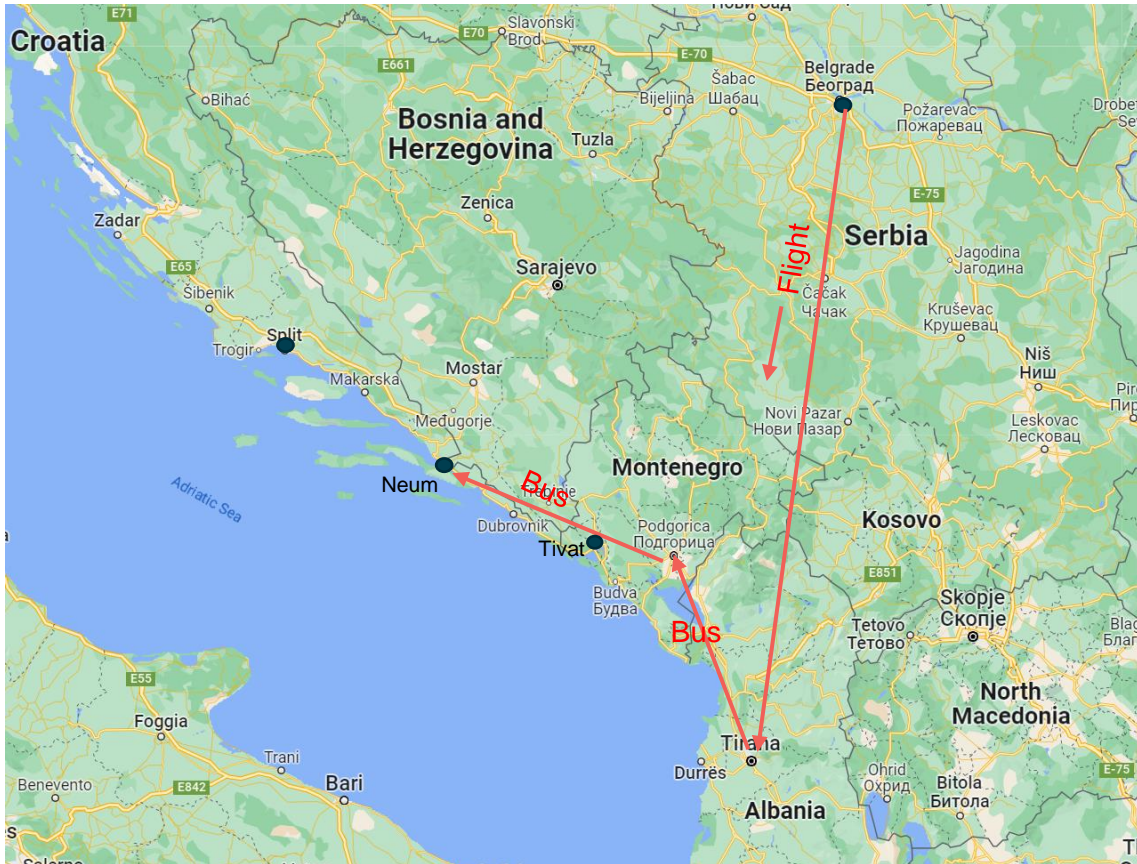 E71
Нови Сад
Croatia
Slavonski
Brod
E70
E-70
E661
Belgrade
Београд
Šabac
Шабац
Bihać
Bijeljina
Požarevac
Пожаревац
Bosnia and
Herzegovina
Tuzla
E-75
Zenica
Zadar
Flight
Serbia
Jagodina
Јагодина
E65
Sarajevo
Šibenik
Čačak
Чачак
Kruševac
Крушевац
Split
Trogir
Niš
Ниш
Mostar
Makarska
Novi Pazar
Нови Пазар
Leskovac
Лесковац
Međugorje
Montenegro
Neum
Bus
Adriatic Sea
Dubrovnik
Podgorica
Подгорица
Kosovo
Tivat
E851
Budva
Будва
Skopje
Скопје
Bus
Tetovo
Тетово
E55
North
Macedonia
Foggia
Tirana
Trani
Durrës
Ohrid
Охрид
E-75
Bari
Benevento
E842
Bitola
Битола
Albania